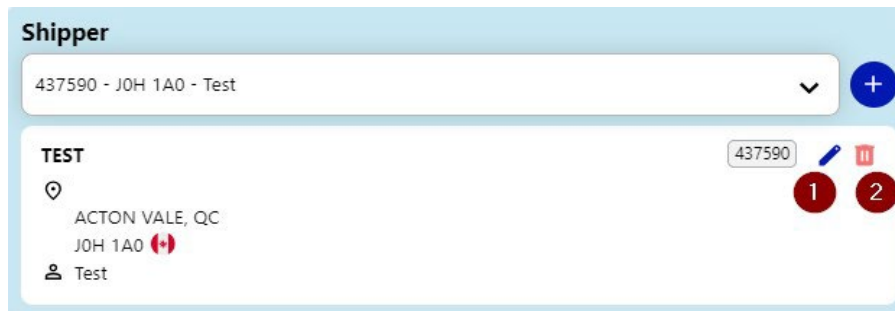 Shipper
437590 - J0H 1A0 - Test
TEST
437590
1
2
ACTON VALE, QC
J0H 1A0
Test